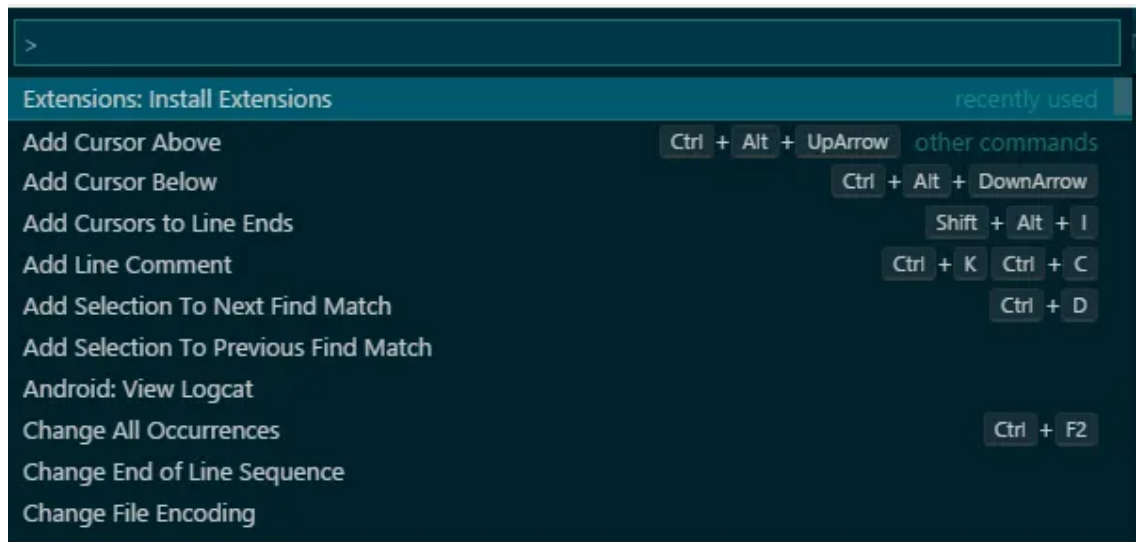 >
Extensions: Install Extensions recently used
Add Cursor Above Ctrl + Alt + UpArrow other commands
Add Cursor Below Ctrl + Alt + DownArrow
Add Cursors to Line Ends Shift + Alt + I
Add Line Comment Ctrl + K Ctrl + C
Add Selection To Next Find Match Ctrl + D
Add Selection To Previous Find Match
Android: View Logcat
Change All Occurrences Ctrl + F2
Change End of Line Sequence
Change File Encoding